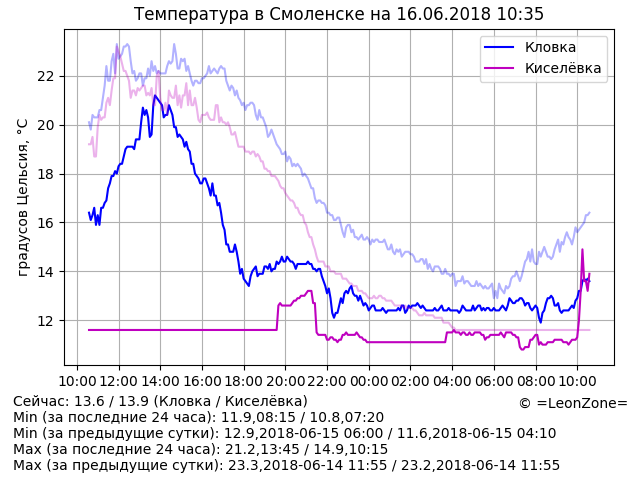 Температура в Смоленске на 16.06.2018 10:35
Кловка
Киселёвка
градусов Цельсия, °C
22
20
18
16
14
12
10:00 12:00 14:00 16:00 18:00 20:00 22:00 00:00 02:00 04:00 06:00 08:00 10:00
Сейчас: 13.6 / 13.9 (Кловка / Киселёвка)
© =LeonZone=
Min (за последние 24 часа): 11.9,08:15 / 10.8,07:20
Min (за предыдущие сутки): 12.9,2018-06-15 06:00 / 11.6,2018-06-15 04:10
Max (за последние 24 часа): 21.2,13:45 / 14.9,10:15
Max (за предыдущие сутки): 23.3,2018-06-14 11:55 / 23.2,2018-06-14 11:55